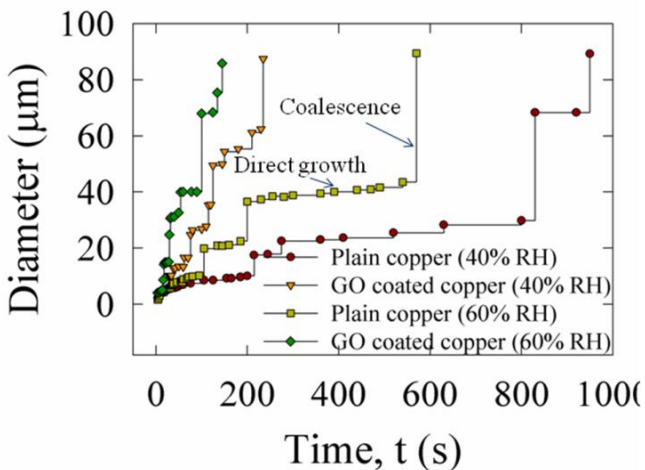 100
80
60
40
20
0
Diameter (μm)
Coalescence
Direct growth
Plain copper (40% RH)
GO coated copper (40% RH)
Plain copper (60% RH)
GO coated copper (60% RH)
0 200 400 600 800 1000
Time, t (s)